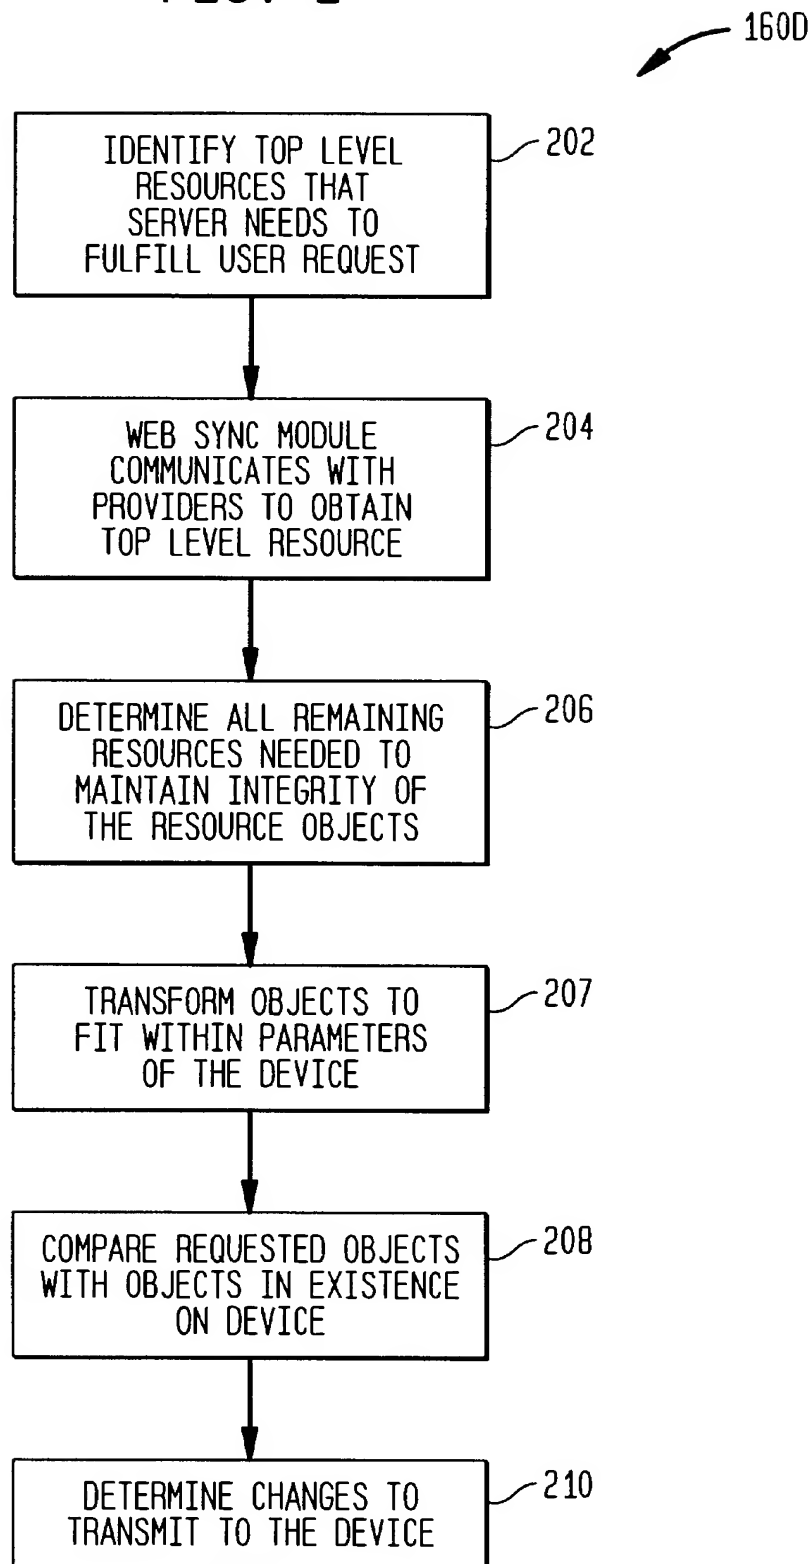 160D
IDENTIFY TOP LEVEL
RESOURCES THAT
SERVER NEEDS TO
FULFILL USER REQUEST
202
WEB SYNC MODULE
COMMUNICATES WITH
PROVIDERS TO OBTAIN
TOP LEVEL RESOURCE
204
DETERMINE ALL REMAINING
RESOURCES NEEDED TO
MAINTAIN INTEGRITY OF
THE RESOURCE OBJECTS
206
TRANSFORM OBJECTS TO
FIT WITHIN PARAMETERS
OF THE DEVICE
207
COMPARE REQUESTED OBJECTS
WITH OBJECTS IN EXISTENCE
ON DEVICE
208
DETERMINE CHANGES TO
TRANSMIT TO THE DEVICE
210